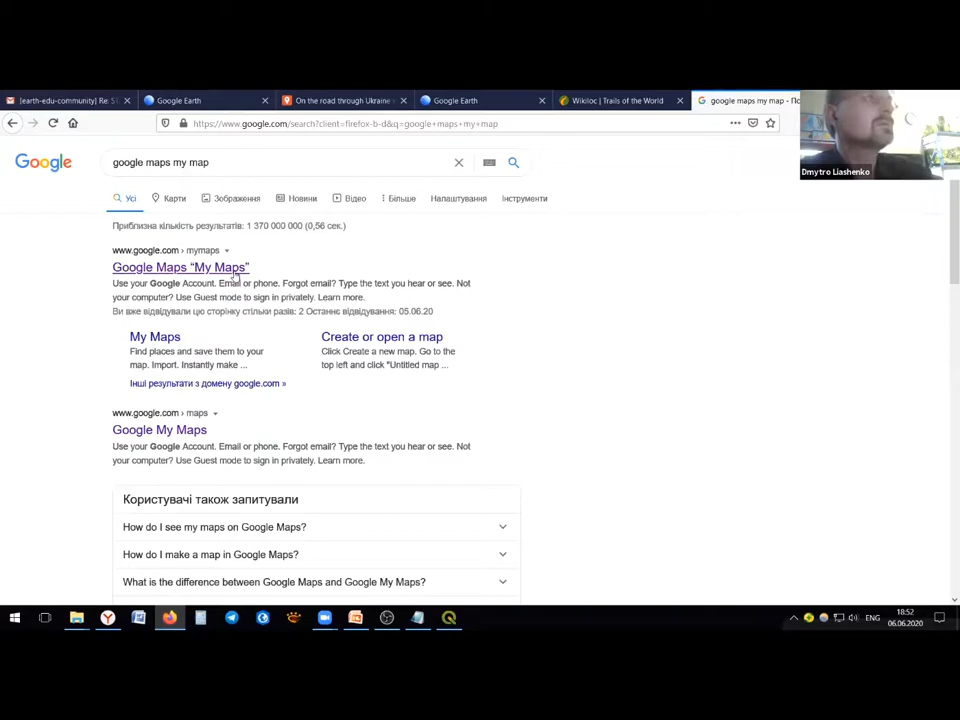 [earth-edu-community] Re: S
Google Earth
On the road through Ukraine
Google Earth
Wikiloc | Trails of the World
google maps my map - По
https://www.google.com/search?client=firefox-b-d&q=google+maps+my+map
Dmytro Liashenko
Google
google maps my map
Усі
Карти
Зображення
Новини
Відео
Більше
Налаштування
Інструменти
Приблизна кількість результатів: 1 370 000 000 (0,56 сек.)
www.google.com › mymaps
Google Maps “My Maps”
Use your Google Account. Email or phone. Forgot email? Type the text you hear or see. Not
your computer? Use Guest mode to sign in privately. Learn more.
Ви вже відвідували цю сторінку стільки разів: 2 Останнє відвідування: 05.06.20
My Maps
Find places and save them to your
map. Import. Instantly make ...
Create or open a map
Click Create a new map. Go to the
top left and click "Untitled map ...
Інші результати з домену google.com »
www.google.com › maps
Google My Maps
Use your Google Account. Email or phone. Forgot email? Type the text you hear or see. Not
your computer? Use Guest mode to sign in privately. Learn more.
Користувачі також запитували
How do I see my maps on Google Maps?
How do I make a map in Google Maps?
What is the difference between Google Maps and Google My Maps?
ENG
18:52
06.06.2020